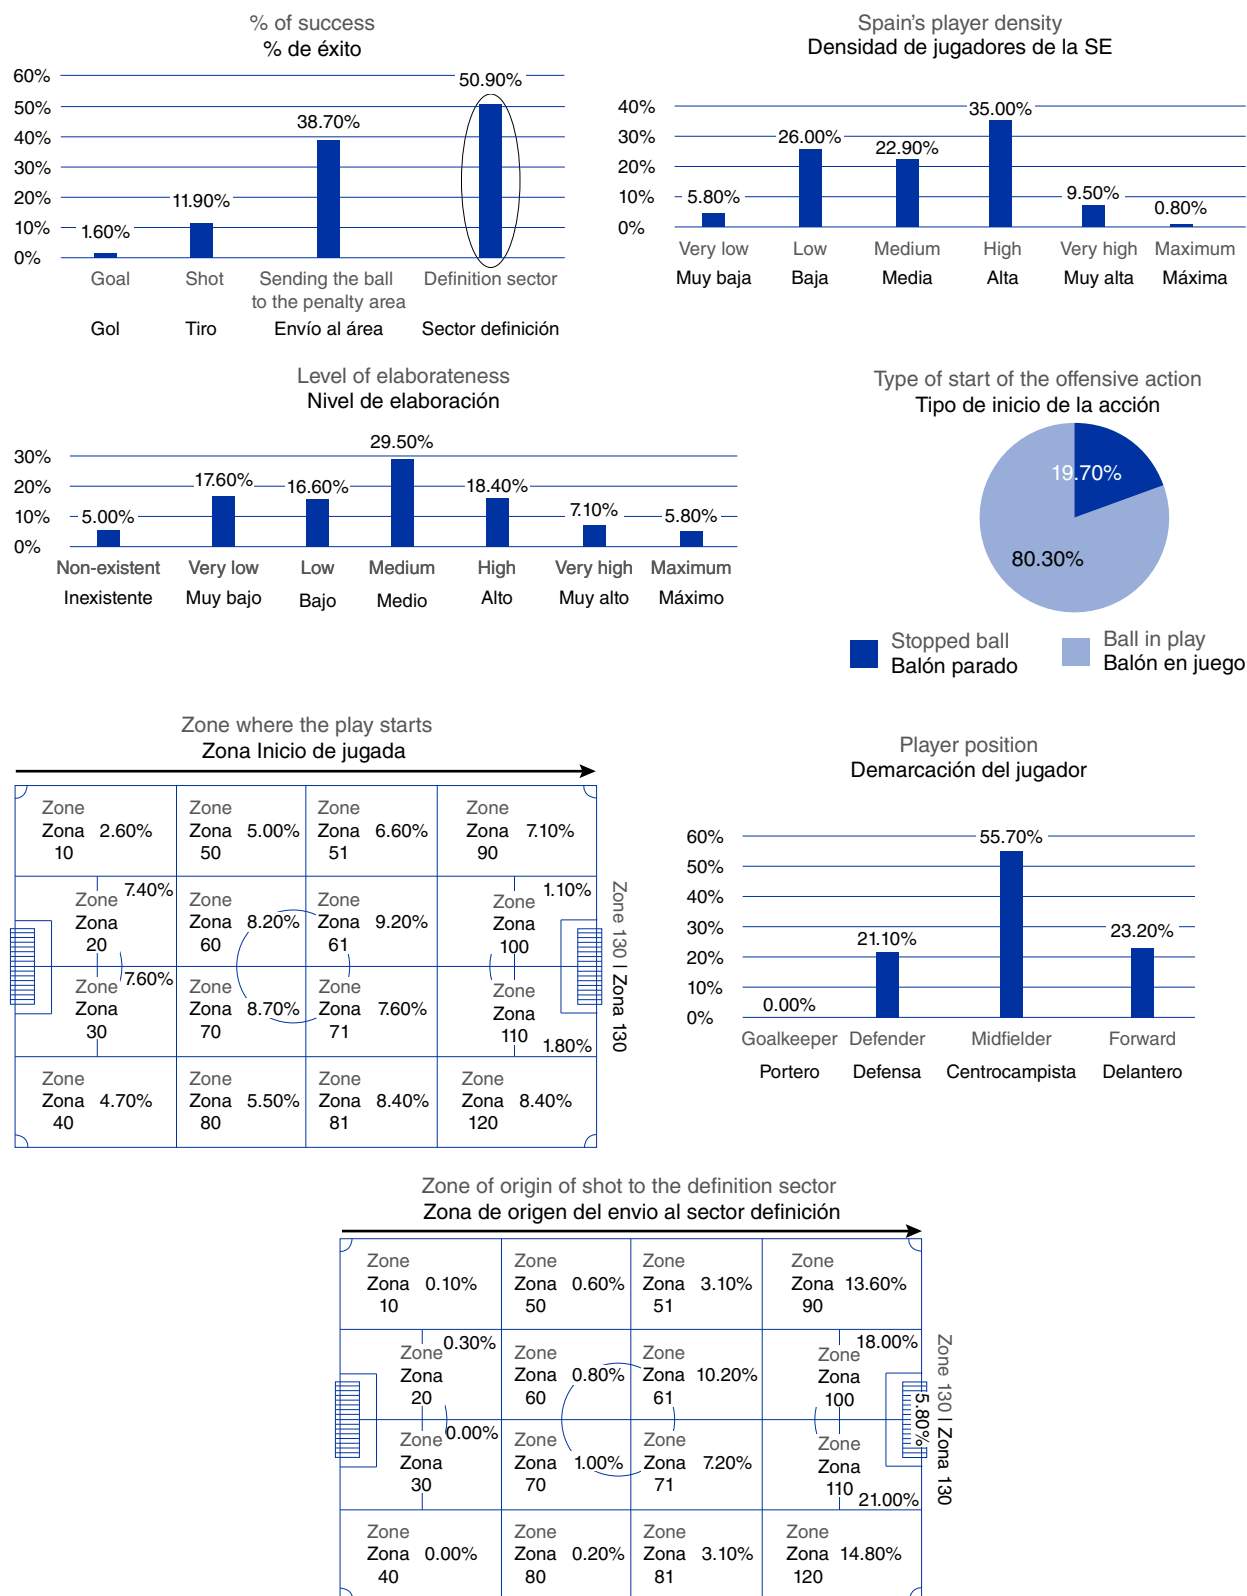 % of success
% de éxito
60%
50%
40%
30%
20%
10%
0%
1.60%
11.90%
38.70%
50.90%
Goal
Shot
Sending the ball
to the penalty area
Definition sector
Gol
Tiro
Envío al área
Sector definición
Spain's player density
Densidad de jugadores de la SE
40%
30%
20%
10%
0%
5.80%
26.00%
22.90%
35.00%
9.50%
0.80%
Very low
Low
Medium
High
Very high
Maximum
Muy baja
Baja
Media
Alta
Muy alta
Máxima
Level of elaborateness
Nivel de elaboración
30%
20%
10%
0%
5.00%
17.60%
16.60%
29.50%
18.40%
7.10%
5.80%
Non-existent
Very low
Low
Medium
High
Very high
Maximum
Inexistente
Muy bajo
Bajo
Medio
Alto
Muy alto
Máximo
Type of start of the offensive action
Tipo de inicio de la acción
19.70%
80.30%
Stopped ball
Balón parado
Ball in play
Balón en juego
Zone where the play starts
Zona Inicio de jugada
Zone
Zona 2.60%
10
Zone
Zona 5.00%
50
Zone
Zona 6.60%
51
Zone
Zona 7.10%
90
7.40%
Zone
Zona
20
Zone
Zona 8.20%
60
Zone
Zona 9.20%
61
1.10%
Zone
Zona
100
7.60%
Zone
Zona
30
Zone
Zona 8.70%
70
Zone
Zona 7.60%
71
Zone
Zona
110
1.80%
Zone
Zona 4.70%
40
Zone
Zona 5.50%
80
Zone
Zona 8.40%
81
Zone
Zona 8.40%
120
Zone 130 | Zona 130
Player position
Demarcación del jugador
60%
50%
40%
30%
20%
10%
0%
0.00%
21.10%
55.70%
23.20%
Goalkeeper
Defender
Midfielder
Forward
Portero
Defensa
Centrocampista
Delantero
Zone of origin of shot to the definition sector
Zona de origen del envio al sector definición
Zone
Zona 0.10%
10
Zone
Zona 0.60%
50
Zone
Zona 3.10%
51
Zone
Zona 13.60%
90
0.30%
Zone
Zona
20
Zone
Zona 0.80%
60
Zone
Zona 10.20%
61
18.00%
Zone
Zona
100
0.00%
Zone
Zona
30
Zone
Zona 1.00%
70
Zone
Zona 7.20%
71
Zone
Zona
110
21.00%
Zone
Zona 0.00%
40
Zone
Zona 0.20%
80
Zone
Zona 3.10%
81
Zone
Zona 14.80%
120
5.80%
Zone 130 | Zona 130